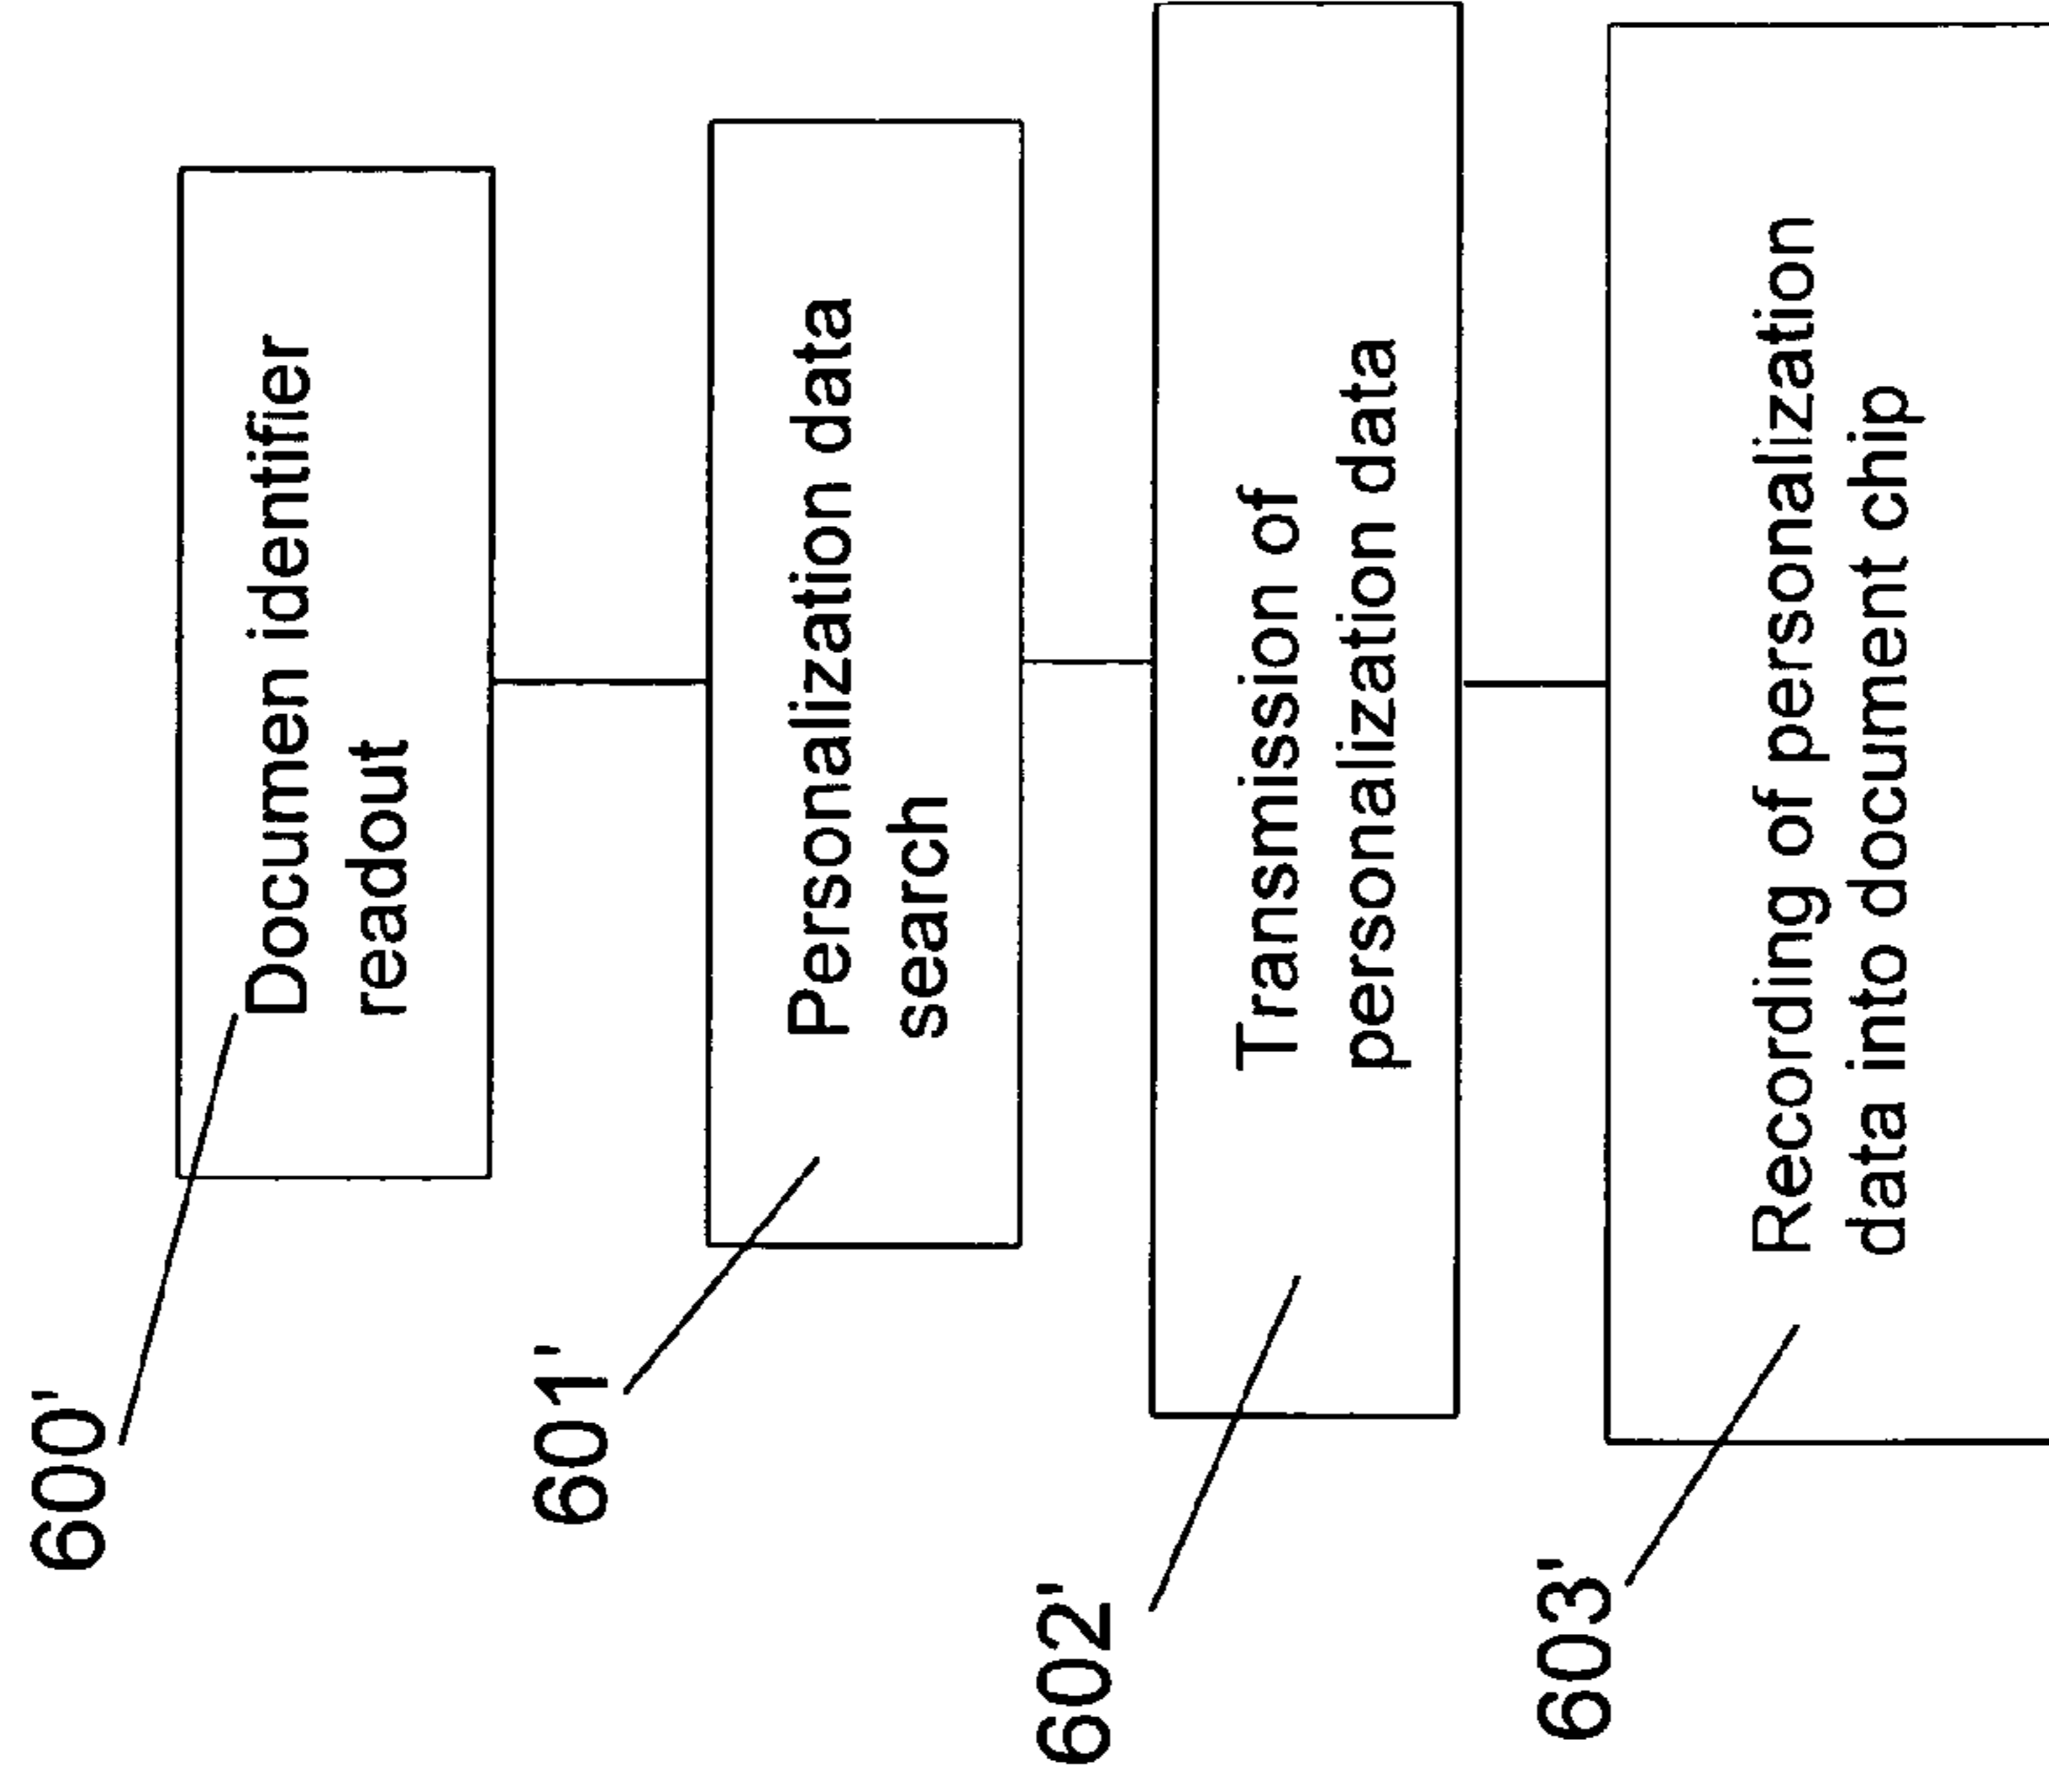 600'
Documen identifier
readout
601'
Personalization data
search
602'
Transmission of
personalization data
603'
Recording of personalization
data into document chip